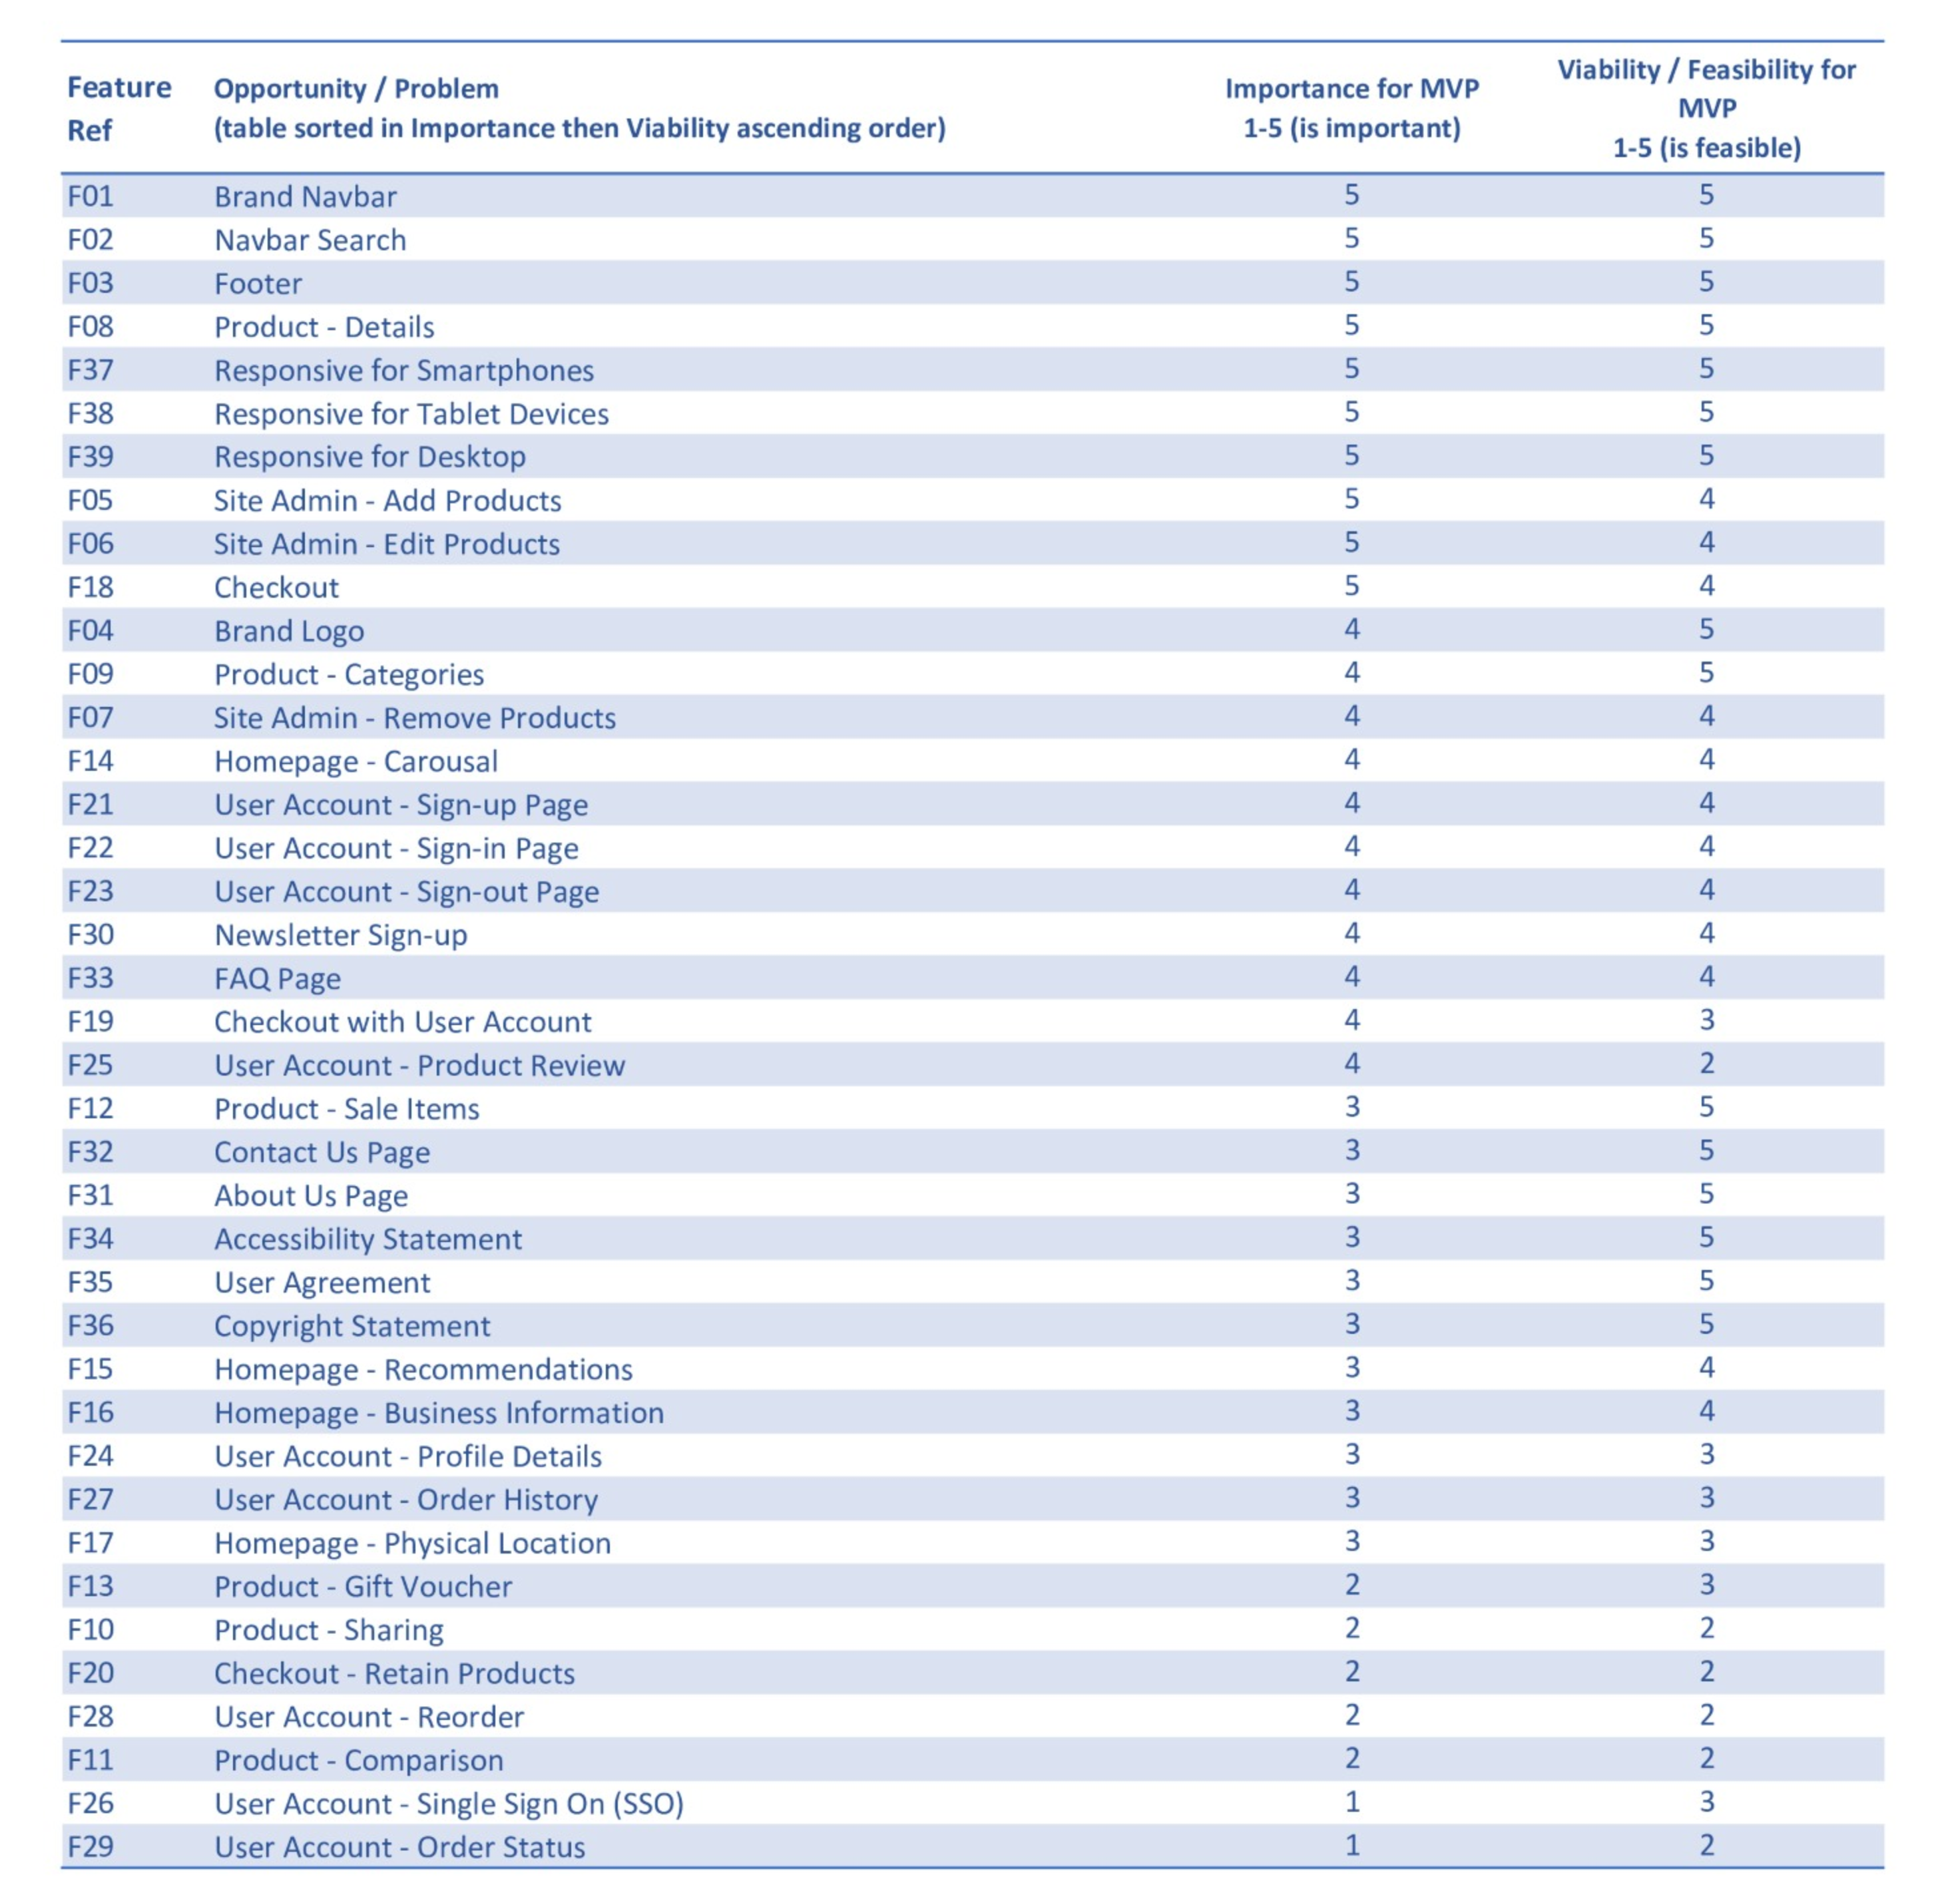 Feature Ref | Opportunity / Problem (table sorted in Importance then Viability ascending order) | Importance for MVP 1-5 (is important) | Viability / Feasibility for MVP 1-5 (is feasible)
F01 Brand Navbar 5 5
F02 Navbar Search 5 5
F03 Footer 5 5
F08 Product - Details 5 5
F37 Responsive for Smartphones 5 5
F38 Responsive for Tablet Devices 5 5
F39 Responsive for Desktop 5 5
F05 Site Admin - Add Products 5 4
F06 Site Admin - Edit Products 5 4
F18 Checkout 5 4
F04 Brand Logo 4 5
F09 Product - Categories 4 5
F07 Site Admin - Remove Products 4 4
F14 Homepage - Carousal 4 4
F21 User Account - Sign-up Page 4 4
F22 User Account - Sign-in Page 4 4
F23 User Account - Sign-out Page 4 4
F30 Newsletter Sign-up 4 4
F33 FAQ Page 4 4
F19 Checkout with User Account 4 3
F25 User Account - Product Review 4 2
F12 Product - Sale Items 3 5
F32 Contact Us Page 3 5
F31 About Us Page 3 5
F34 Accessibility Statement 3 5
F35 User Agreement 3 5
F36 Copyright Statement 3 5
F15 Homepage - Recommendations 3 4
F16 Homepage - Business Information 3 4
F24 User Account - Profile Details 3 3
F27 User Account - Order History 3 3
F17 Homepage - Physical Location 3 3
F13 Product - Gift Voucher 2 3
F10 Product - Sharing 2 2
F20 Checkout - Retain Products 2 2
F28 User Account - Reorder 2 2
F11 Product - Comparison 2 2
F26 User Account - Single Sign On (SSO) 1 3
F29 User Account - Order Status 1 2